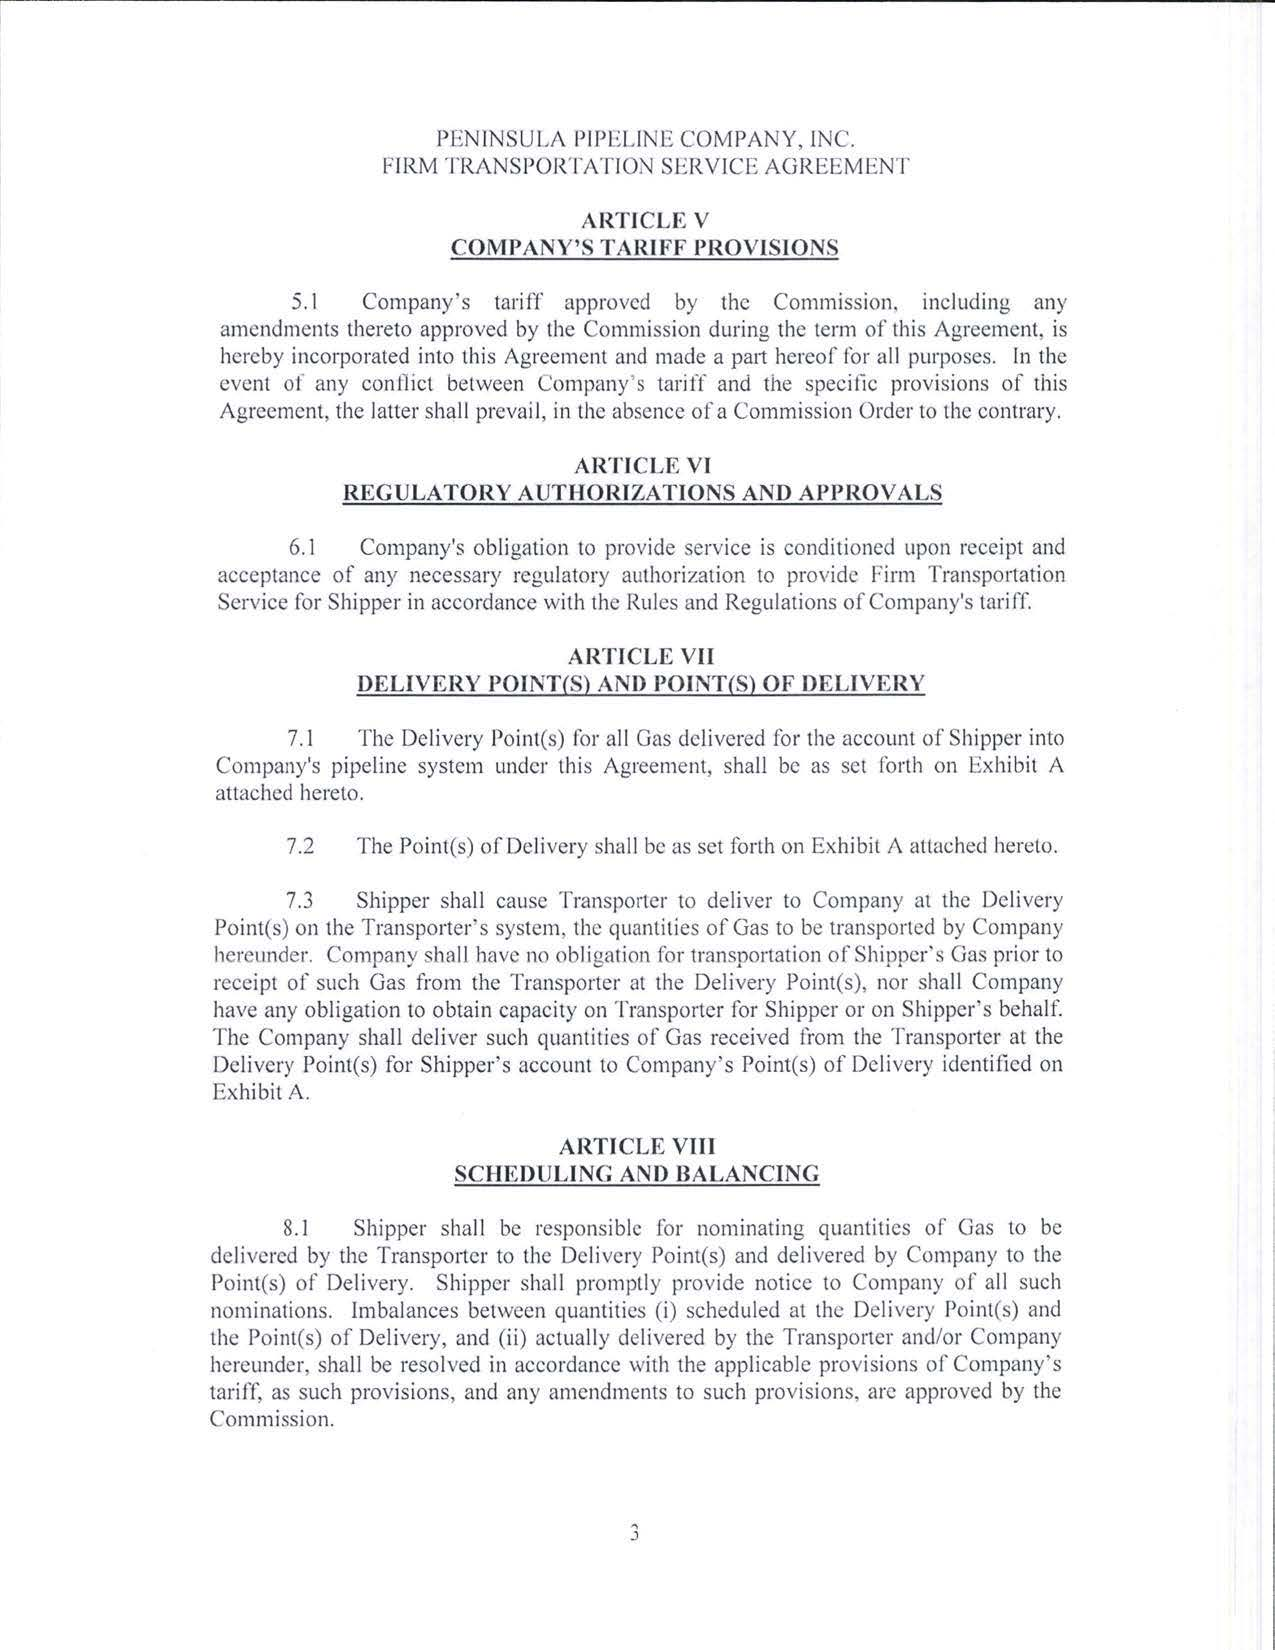 PENINSULA PIPELINE COMPANY, INC.
FIRM TRANSPORTATION SERVICE AGREEMENT
ARTICLE V
COMPANY'S TARIFF PROVISIONS
5.1 Company's tariff approved by the Commission, including any
amendments thereto approved by the Commission during the term of this Agreement, is
hereby incorporated into this Agreement and made a part hereof for all purposes. In the
event of any conflict between Company's tariff and the specific provisions of this
Agreement, the latter shall prevail, in the absence of a Commission Order to the contrary.
ARTICLE VI
REGULATORY AUTHORIZATIONS AND APPROVALS
6.1 Company's obligation to provide service is conditioned upon receipt and
acceptance of any necessary regulatory authorization to provide Firm Transportation
Service for Shipper in accordance with the Rules and Regulations of Company's tariff.
ARTICLE VII
DELIVERY POINT(S) AND POINT(S) OF DELIVERY
7.1 The Delivery Point(s) for all Gas delivered for the account of Shipper into
Company's pipeline system under this Agreement, shall be as set forth on Exhibit A
attached hereto.
7.2 The Point(s) of Delivery shall be as set forth on Exhibit A attached hereto.
7.3 Shipper shall cause Transporter to deliver to Company at the Delivery
Point(s) on the Transporter's system, the quantities of Gas to be transported by Company
hereunder. Company shall have no obligation for transportation of Shipper's Gas prior to
receipt of such Gas from the Transporter at the Delivery Point(s), nor shall Company
have any obligation to obtain capacity on Transporter for Shipper or on Shipper's behalf.
The Company shall deliver such quantities of Gas received from the Transporter at the
Delivery Point(s) for Shipper's account to Company's Point(s) of Delivery identified on
Exhibit A.
ARTICLE VIII
SCHEDULING AND BALANCING
8.1 Shipper shall be responsible for nominating quantities of Gas to be
delivered by the Transporter to the Delivery Point(s) and delivered by Company to the
Point(s) of Delivery. Shipper shall promptly provide notice to Company of all such
nominations. Imbalances between quantities (i) scheduled at the Delivery Point(s) and
the Point(s) of Delivery, and (ii) actually delivered by the Transporter and/or Company
hereunder, shall be resolved in accordance with the applicable provisions of Company's
tariff, as such provisions, and any amendments to such provisions, are approved by the
Commission.
3